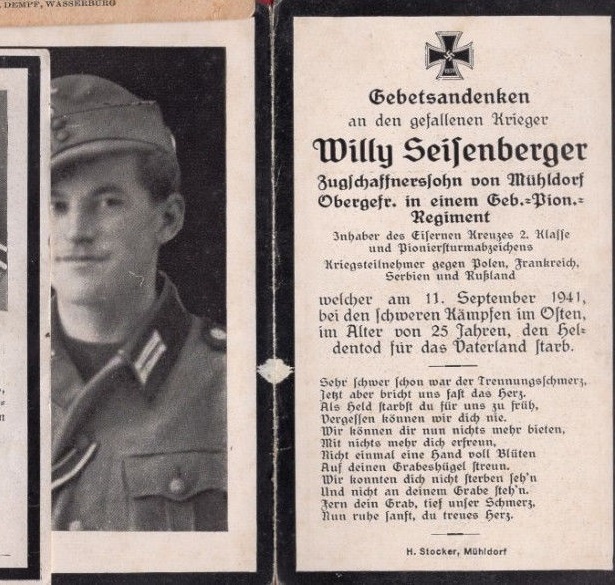 DEMPF, WASSERBURG
Gebetsandenken
an den gefallenen Krieger
Willy Seiſenberger
Zugſchaffnersſohn von Mühldorf
Obergefr. in einem Geb.-Pion.-
Regiment
Inhaber des Eiſernen Kreuzes 2. Klaſſe
und Pionierſturmabzeichens
Kriegsteilnehmer gegen Polen, Frankreich,
Serbien und Rußland
welcher am 11. September 1941,
bei den ſchweren Kämpfen im Oſten,
im Alter von 25 Jahren, den Hel-
dentod für das Vaterland ſtarb.
Sehr ſchwer ſchon war der Trennungsſchmerz,
Jetzt aber bricht uns faſt das Herz.
Als Held ſtarbſt du für uns zu früh,
Vergeſſen können wir dich nie.
Wir können dir nun nichts mehr bieten,
Mit nichts mehr dich erfreun,
Nicht einmal eine Hand voll Blüten
Auf deinen Grabeshügel ſtreun.
Wir konnten dich nicht ſterben ſeh'n
Und nicht an deinem Grabe ſteh'n.
Fern dein Grab, tief unſer Schmerz,
Nun ruhe ſanft, du treues Herz.
H. Stocker, Mühldorf